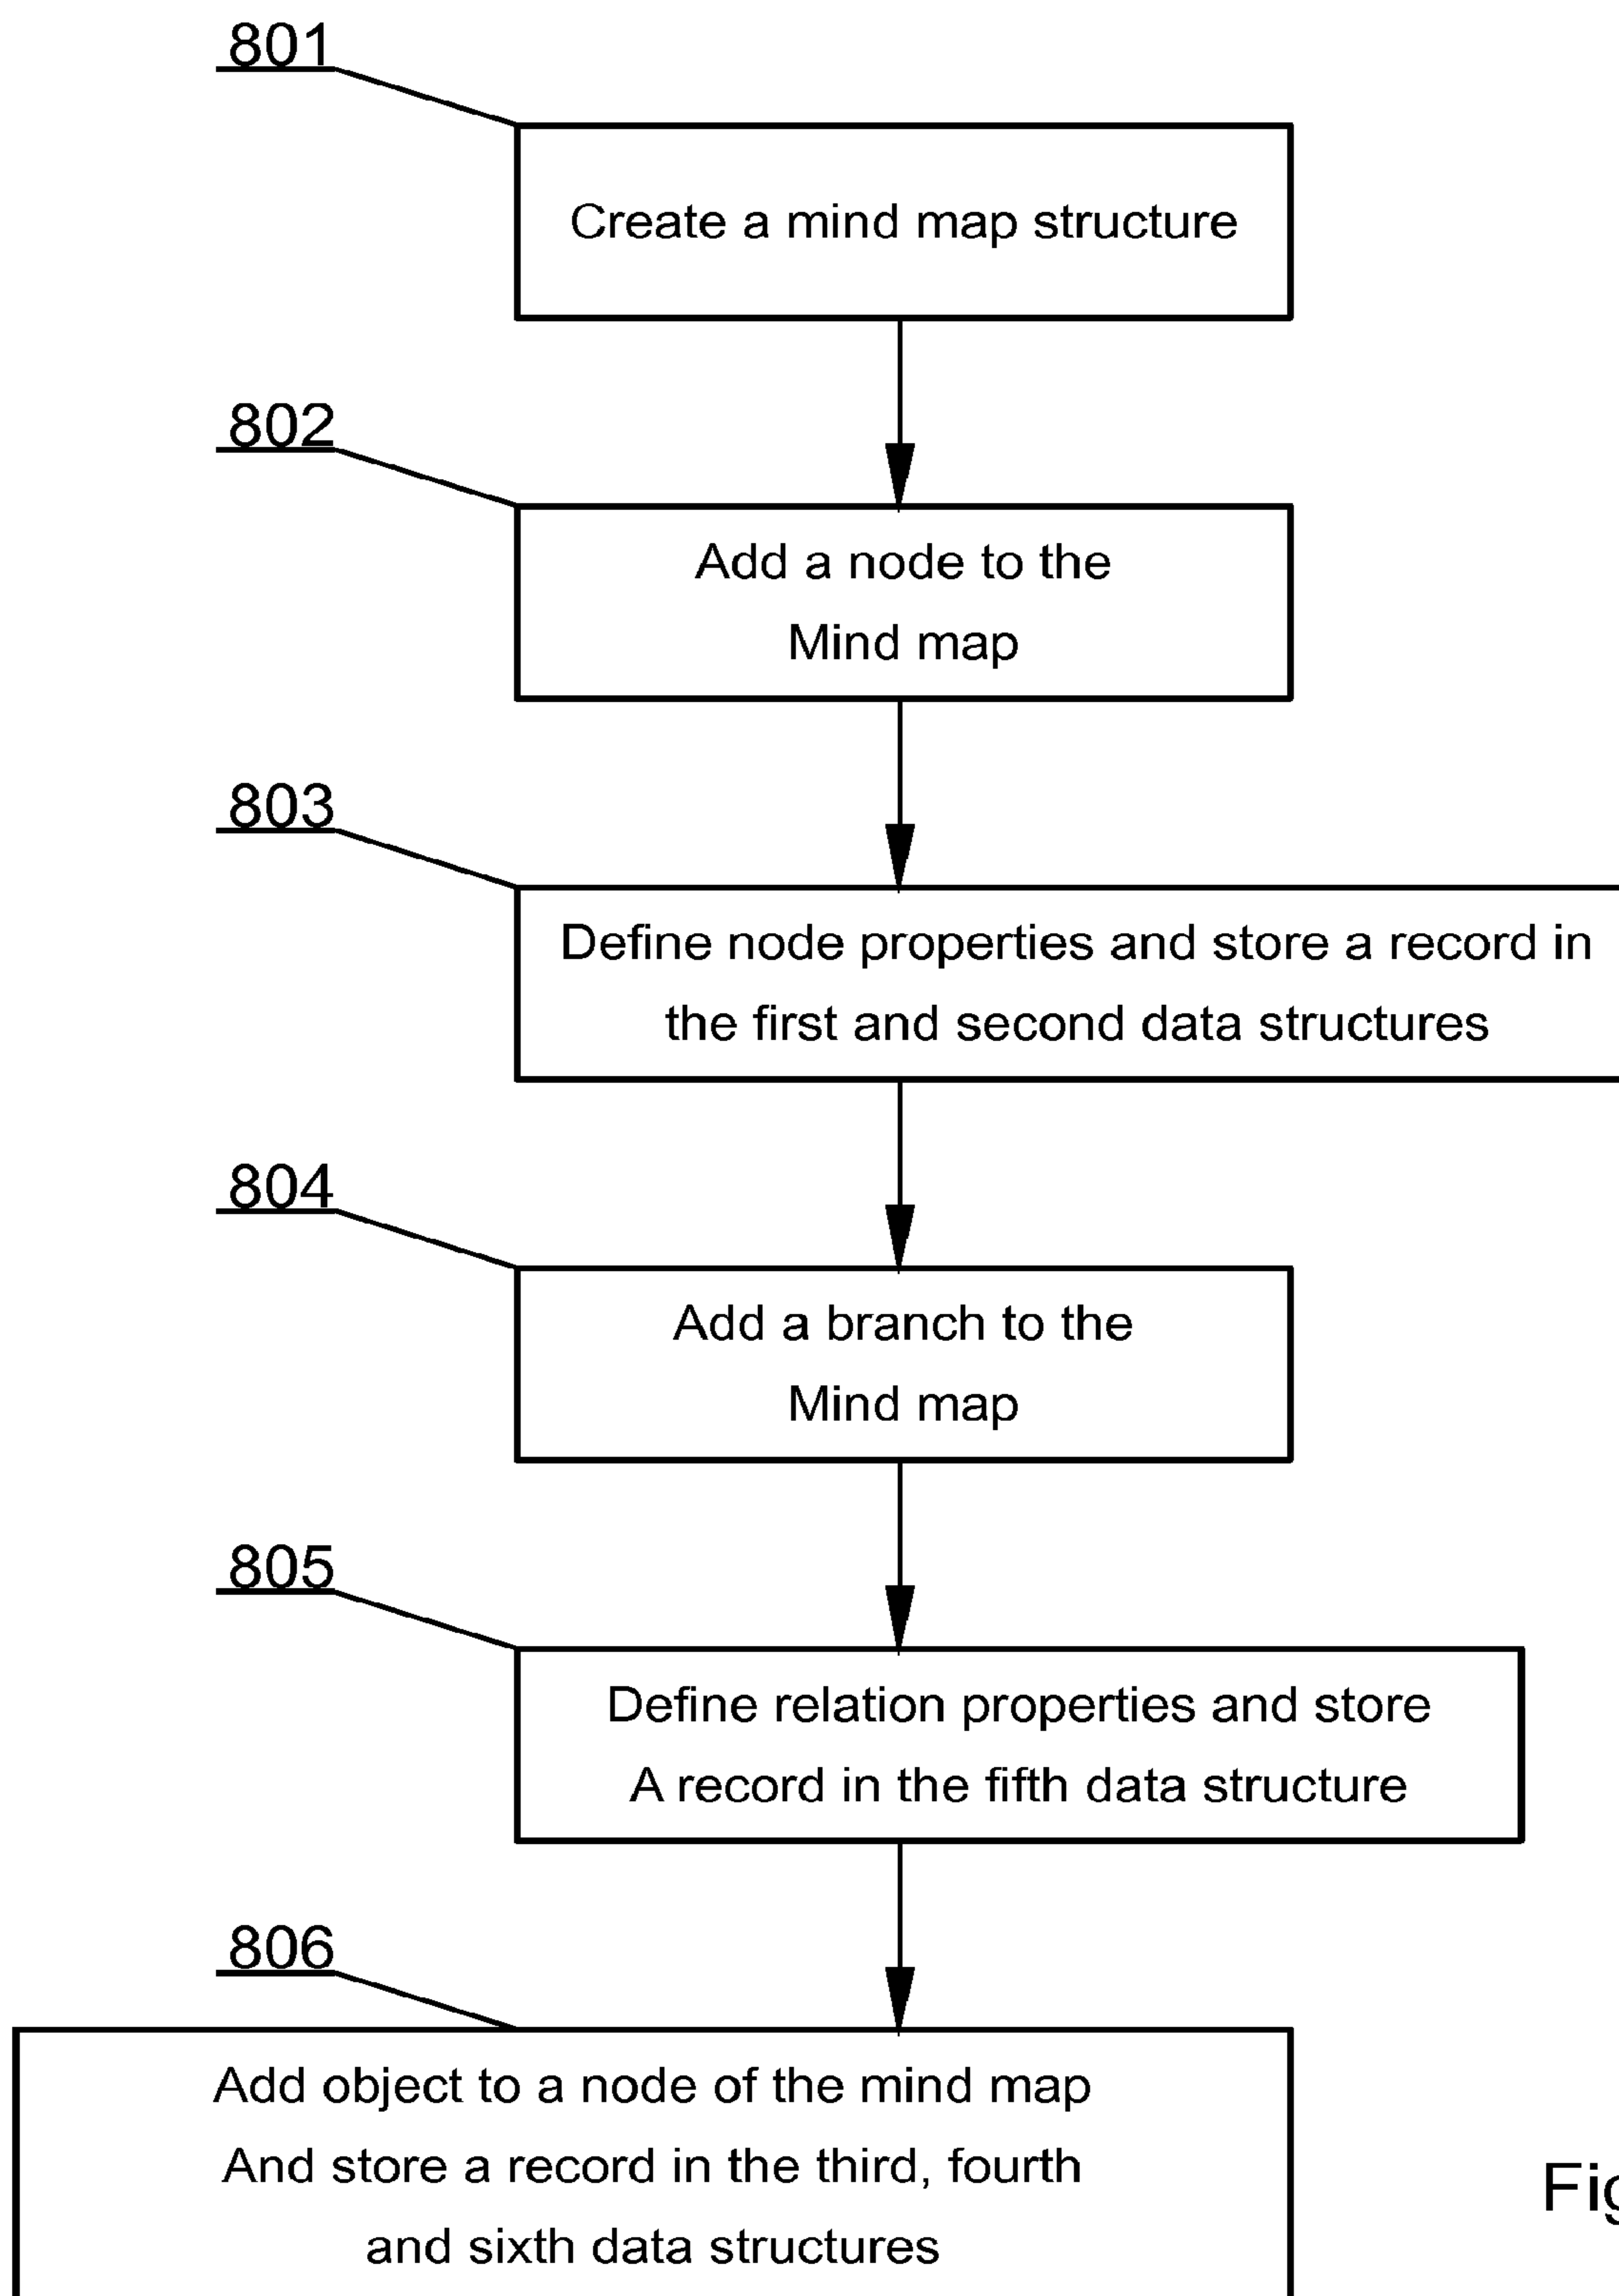 801
Create a mind map structure
802
Add a node to the
Mind map
803
Define node properties and store a record in
the first and second data structures
804
Add a branch to the
Mind map
805
Define relation properties and store
A record in the fifth data structure
806
Add object to a node of the mind map
And store a record in the third, fourth
and sixth data structures